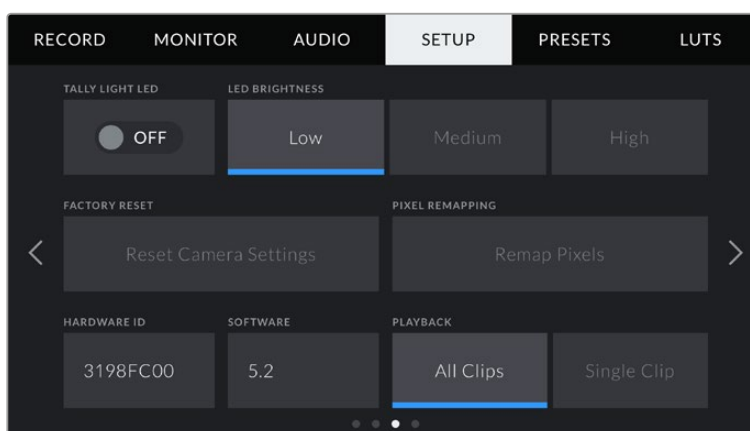 RECORD MONITOR AUDIO SETUP PRESETS LUTS
TALLY LIGHT LED LED BRIGHTNESS
OFF Low Medium High
FACTORY RESET PIXEL REMAPPING
Reset Camera Settings Remap Pixels
HARDWARE ID SOFTWARE PLAYBACK
3198FC00 5.2 All Clips Single Clip